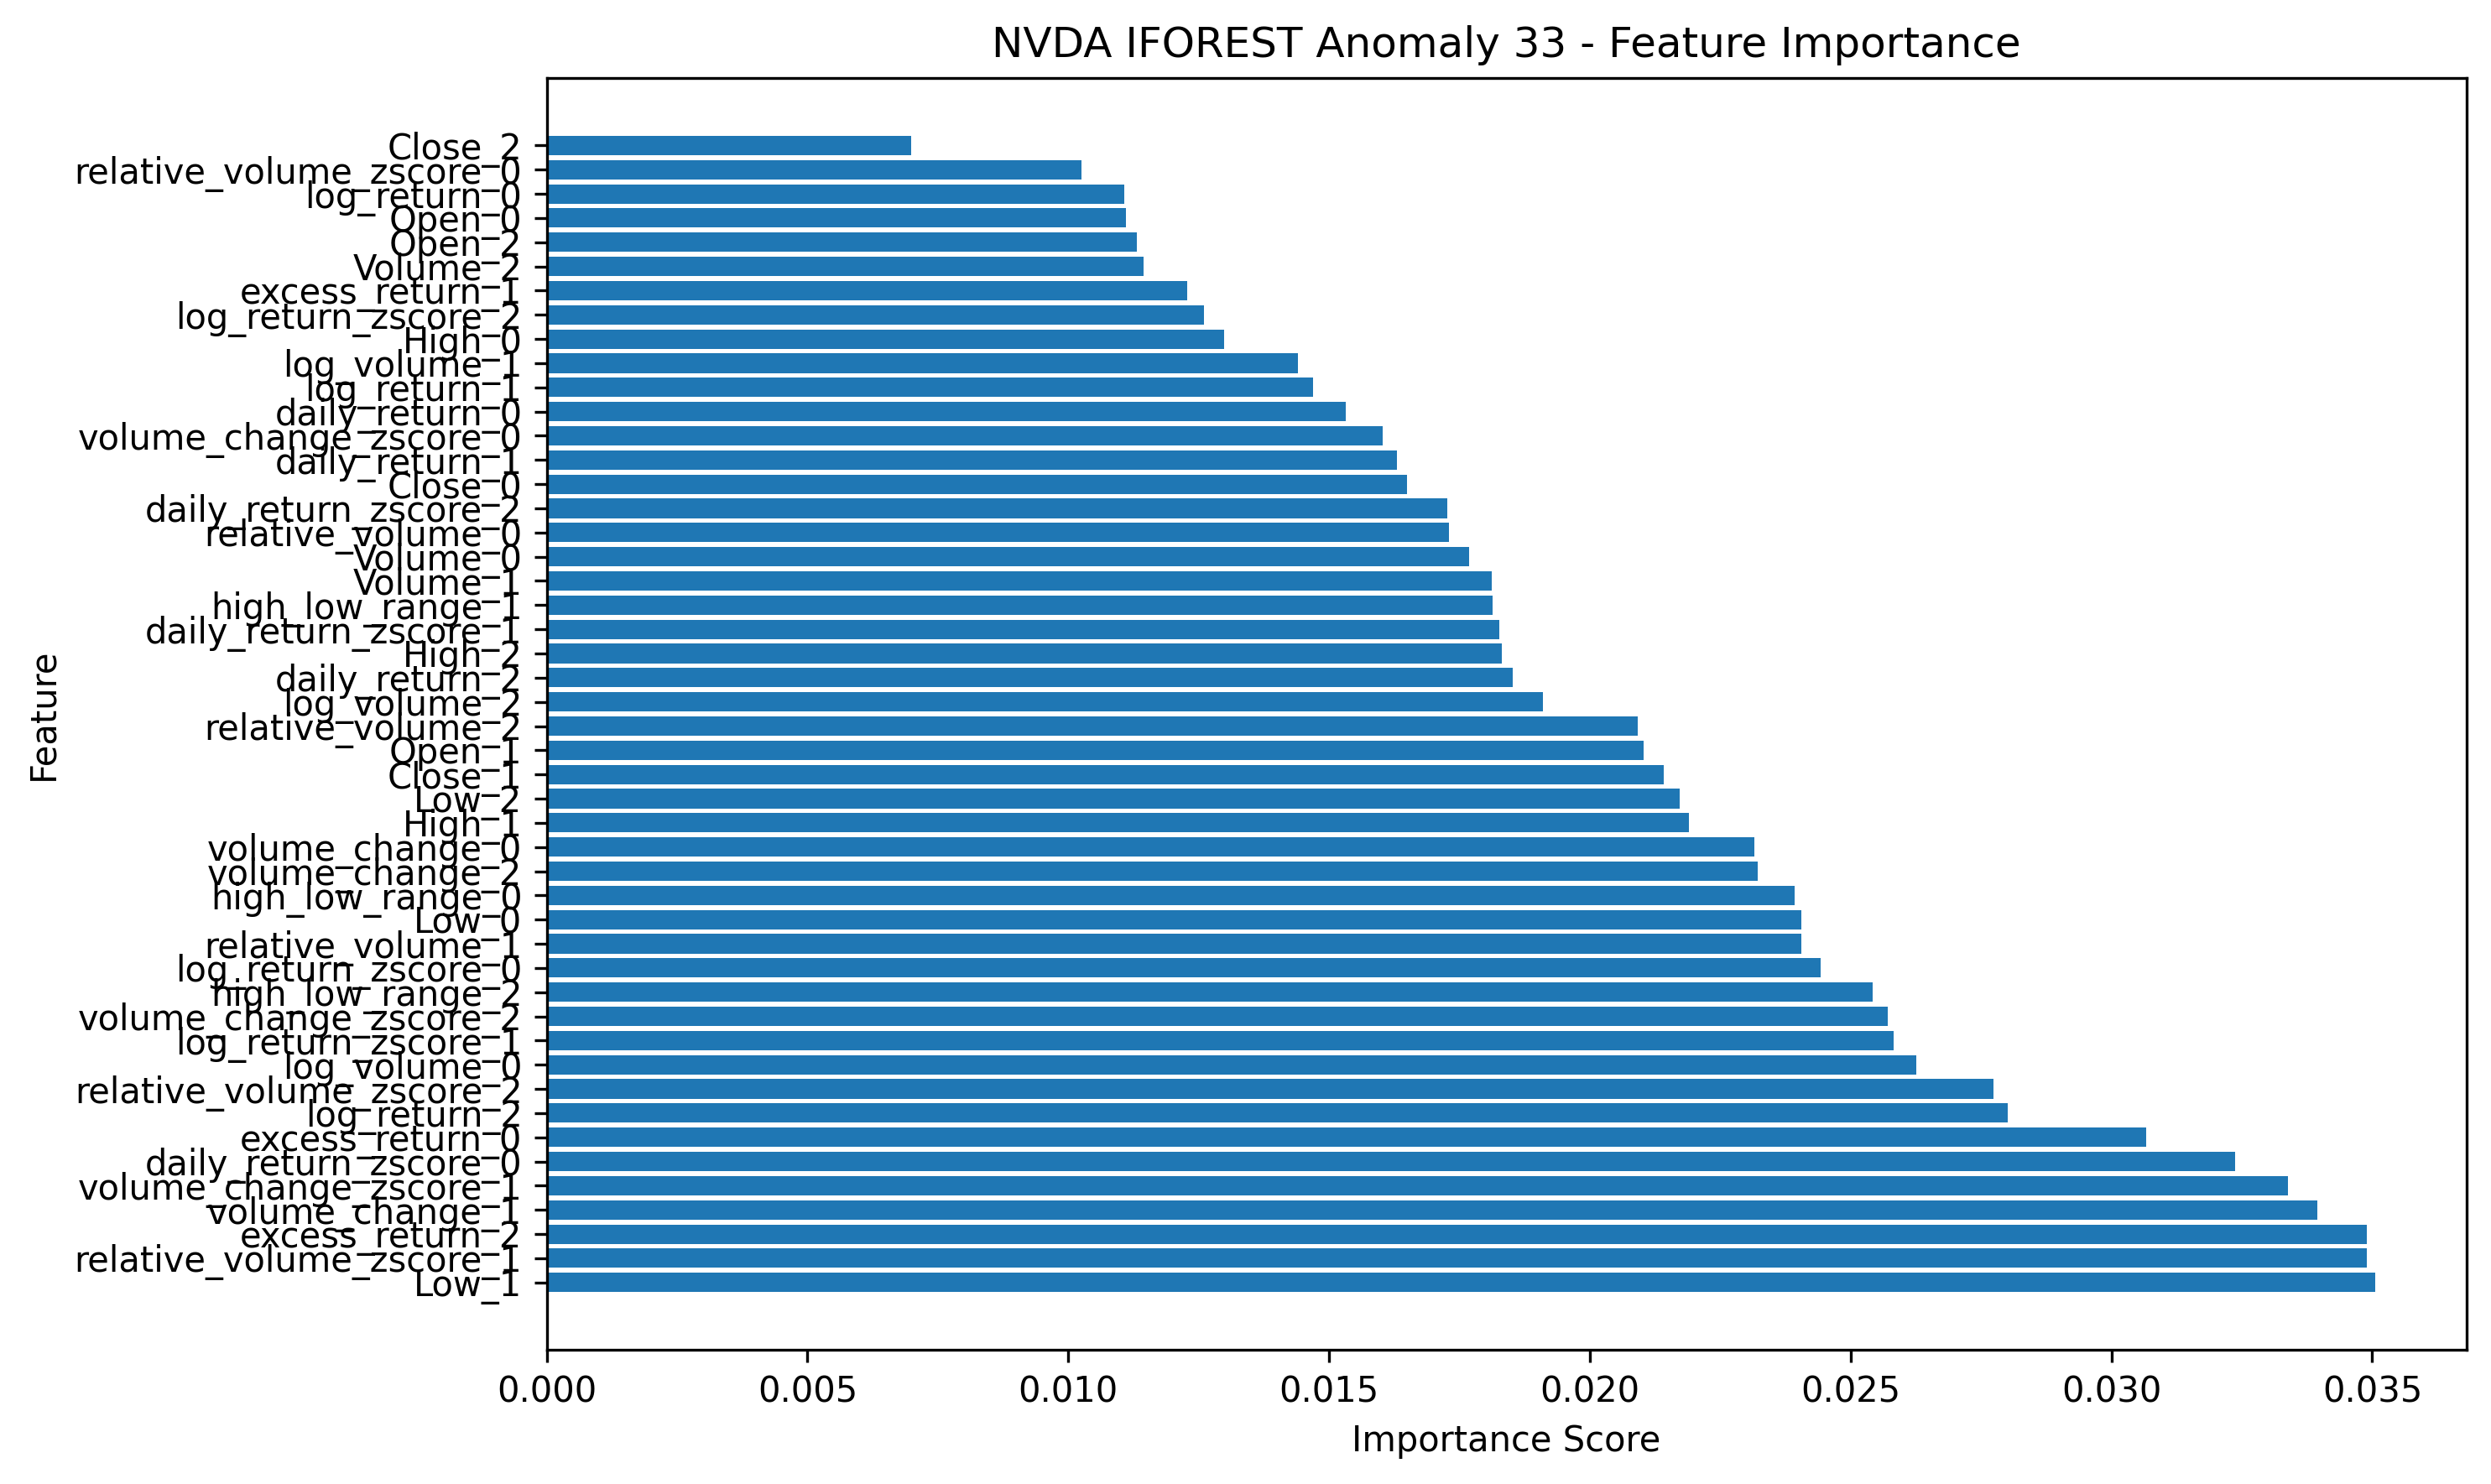 NVDA IFOREST Anomaly 33 - Feature Importance
Close_2
relative_volume_zscore_0
log_return_0
Open_0
Open_2
Volume_2
excess_return_1
log_return_zscore_2
High_0
log_volume_1
log_return_1
daily_return_0
volume_change_zscore_0
daily_return_1
Close_0
daily_return_zscore_2
relative_volume_0
Volume_0
Volume_1
high_low_range_1
daily_return_zscore_1
High_2
daily_return_2
log_volume_2
relative_volume_2
Open_1
Close_1
Low_2
High_1
volume_change_0
volume_change_2
high_low_range_0
Low_0
relative_volume_1
log_return_zscore_0
high_low_range_2
volume_change_zscore_2
log_return_zscore_1
log_volume_0
relative_volume_zscore_2
log_return_2
excess_return_0
daily_return_zscore_0
volume_change_zscore_1
volume_change_1
excess_return_2
relative_volume_zscore_1
Low_1
Feature
0.000 0.005 0.010 0.015 0.020 0.025 0.030 0.035
Importance Score